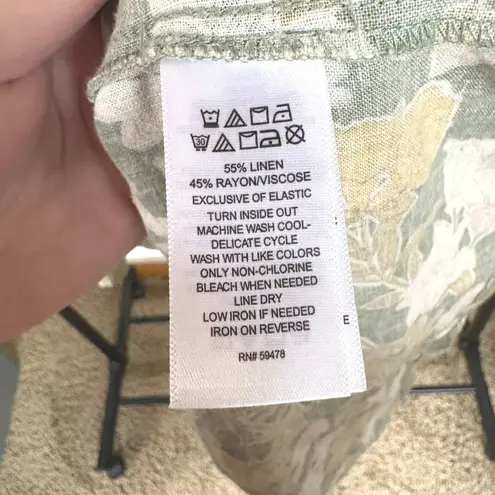 30
55% LINEN
45% RAYON/VISCOSE
EXCLUSIVE OF ELASTIC
TURN INSIDE OUT
MACHINE WASH COOL-
DELICATE CYCLE
WASH WITH LIKE COLORS
ONLY NON-CHLORINE
BLEACH WHEN NEEDED
LINE DRY
LOW IRON IF NEEDED
IRON ON REVERSE
RN# 59478
E